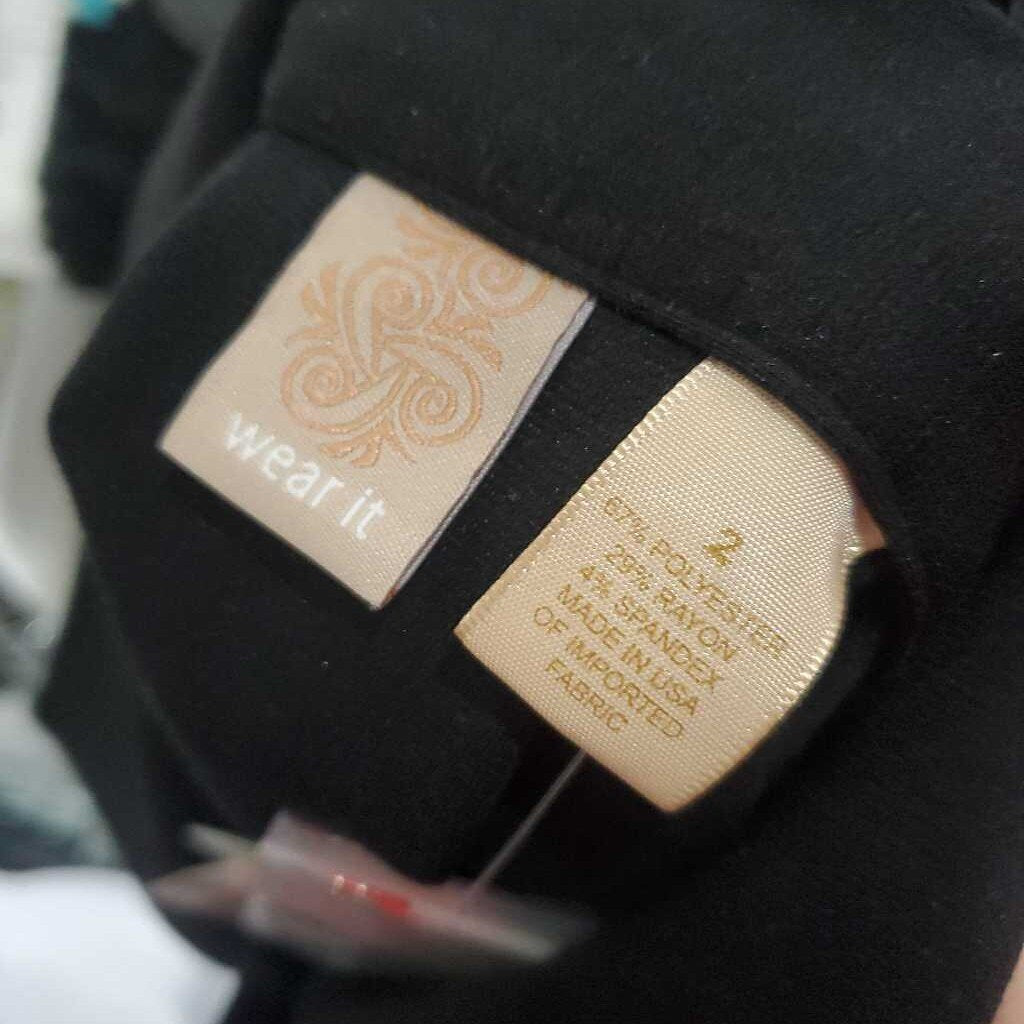 wear it
2
67% POLYESTER
29% RAYON
4% SPANDEX
MADE IN USA
OF IMPORTED
FABRIC